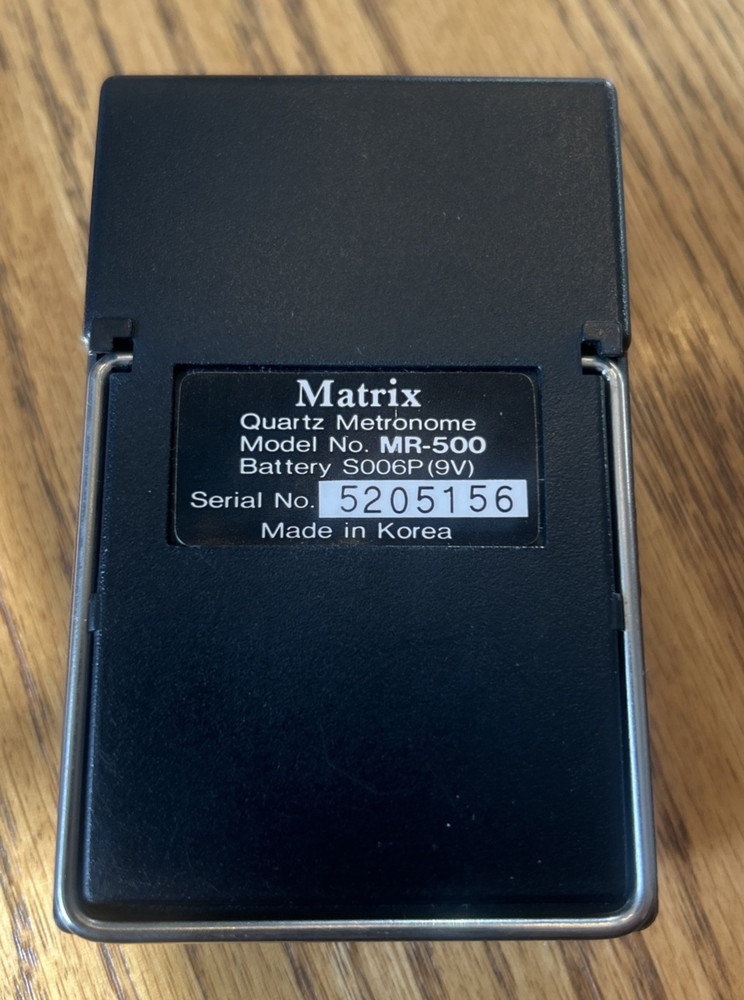 Matrix
Quartz Metronome
Model No. MR-500
Battery S006P(9V)
Serial No. 5205156
Made in Korea